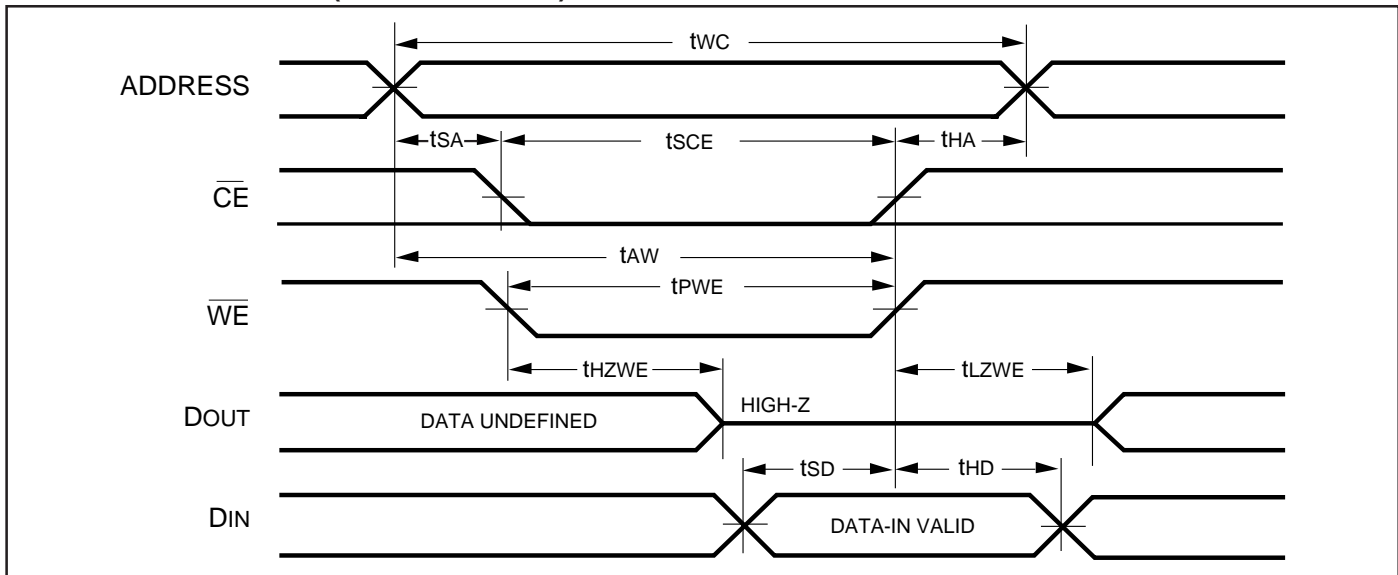 tWC
ADDRESS
tSA
tSCE
tHA
CE
tAW
tPWE
WE
tHZWE
tLZWE
DOUT
DATA UNDEFINED
HIGH-Z
tSD
tHD
DIN
DATA-IN VALID